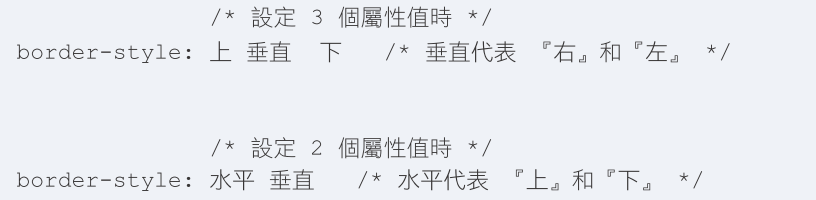 /* 設定 3 個屬性值時 */
border-style: 上 垂直 下 /* 垂直代表 『右』和『左』 */
/* 設定 2 個屬性值時 */
border-style: 水平 垂直 /* 水平代表 『上』和『下』 */